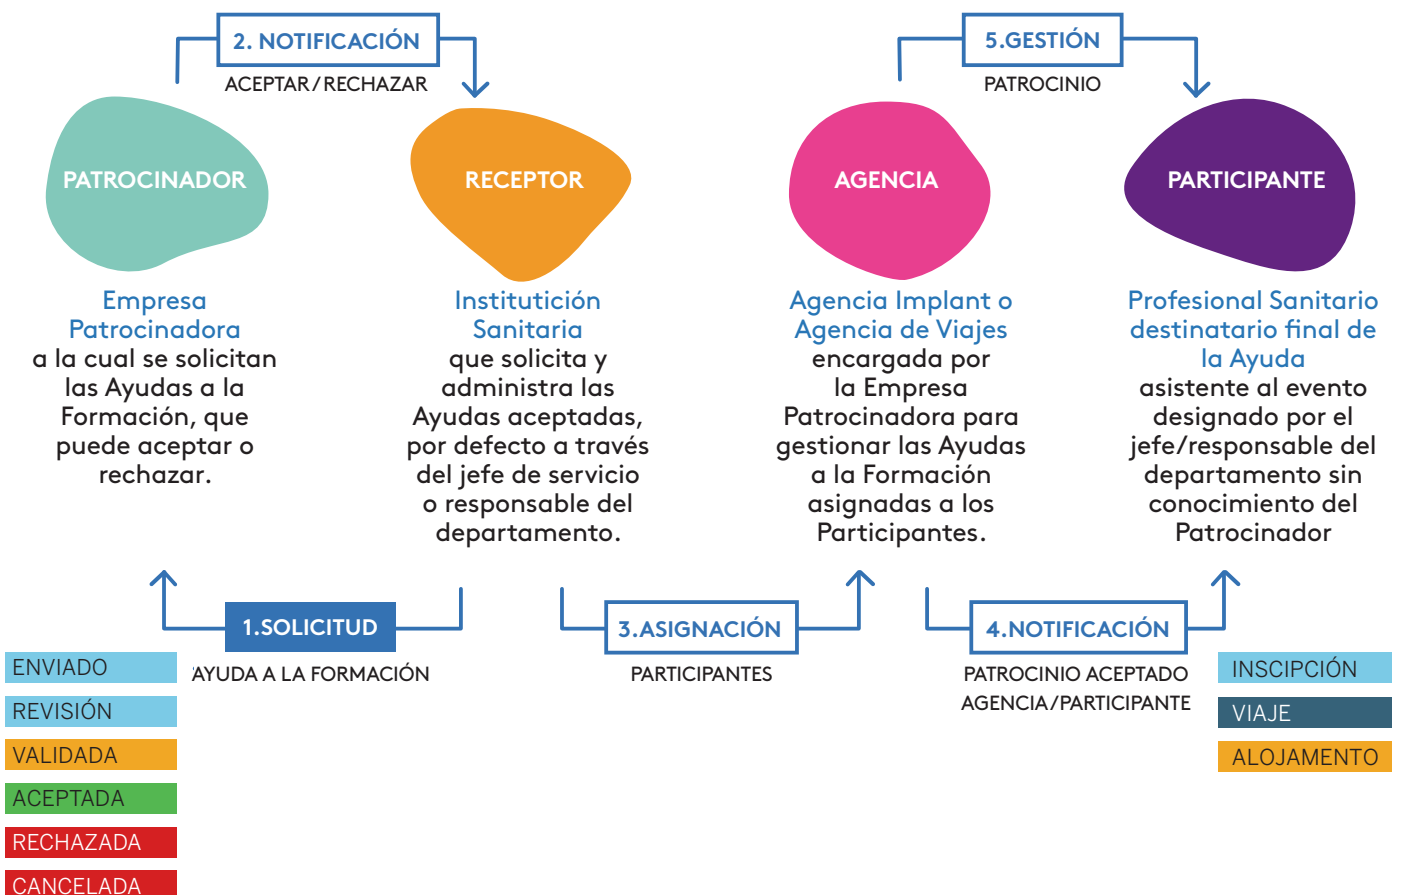 2. NOTIFICACIÓN
ACEPTAR/RECHAZAR
5.GESTIÓN
PATROCINIO
PATROCINADOR
RECEPTOR
AGENCIA
PARTICIPANTE
Empresa
Patrocinadora
a la cual se solicitan
las Ayudas a la
Formación, que
puede aceptar o
rechazar.
Institutición
Sanitaria
que solicita y
administra las
Ayudas aceptadas,
por defecto a través
del jefe de servicio
o responsable del
departamento.
Agencia Implant o
Agencia de Viajes
encargada por
la Empresa
Patrocinadora para
gestionar las Ayudas
a la Formación
asignadas a los
Participantes.
Profesional Sanitario
destinatario final de
la Ayuda
asistente al evento
designado por el
jefe/responsable del
departamento sin
conocimiento del
Patrocinador
1.SOLICITUD
AYUDA A LA FORMACIÓN
3.ASIGNACIÓN
PARTICIPANTES
4.NOTIFICACIÓN
PATROCINIO ACEPTADO
AGENCIA/PARTICIPANTE
ENVIADO
REVISIÓN
VALIDADA
ACEPTADA
RECHAZADA
CANCELADA
INSCIPCIÓN
VIAJE
ALOJAMENTO